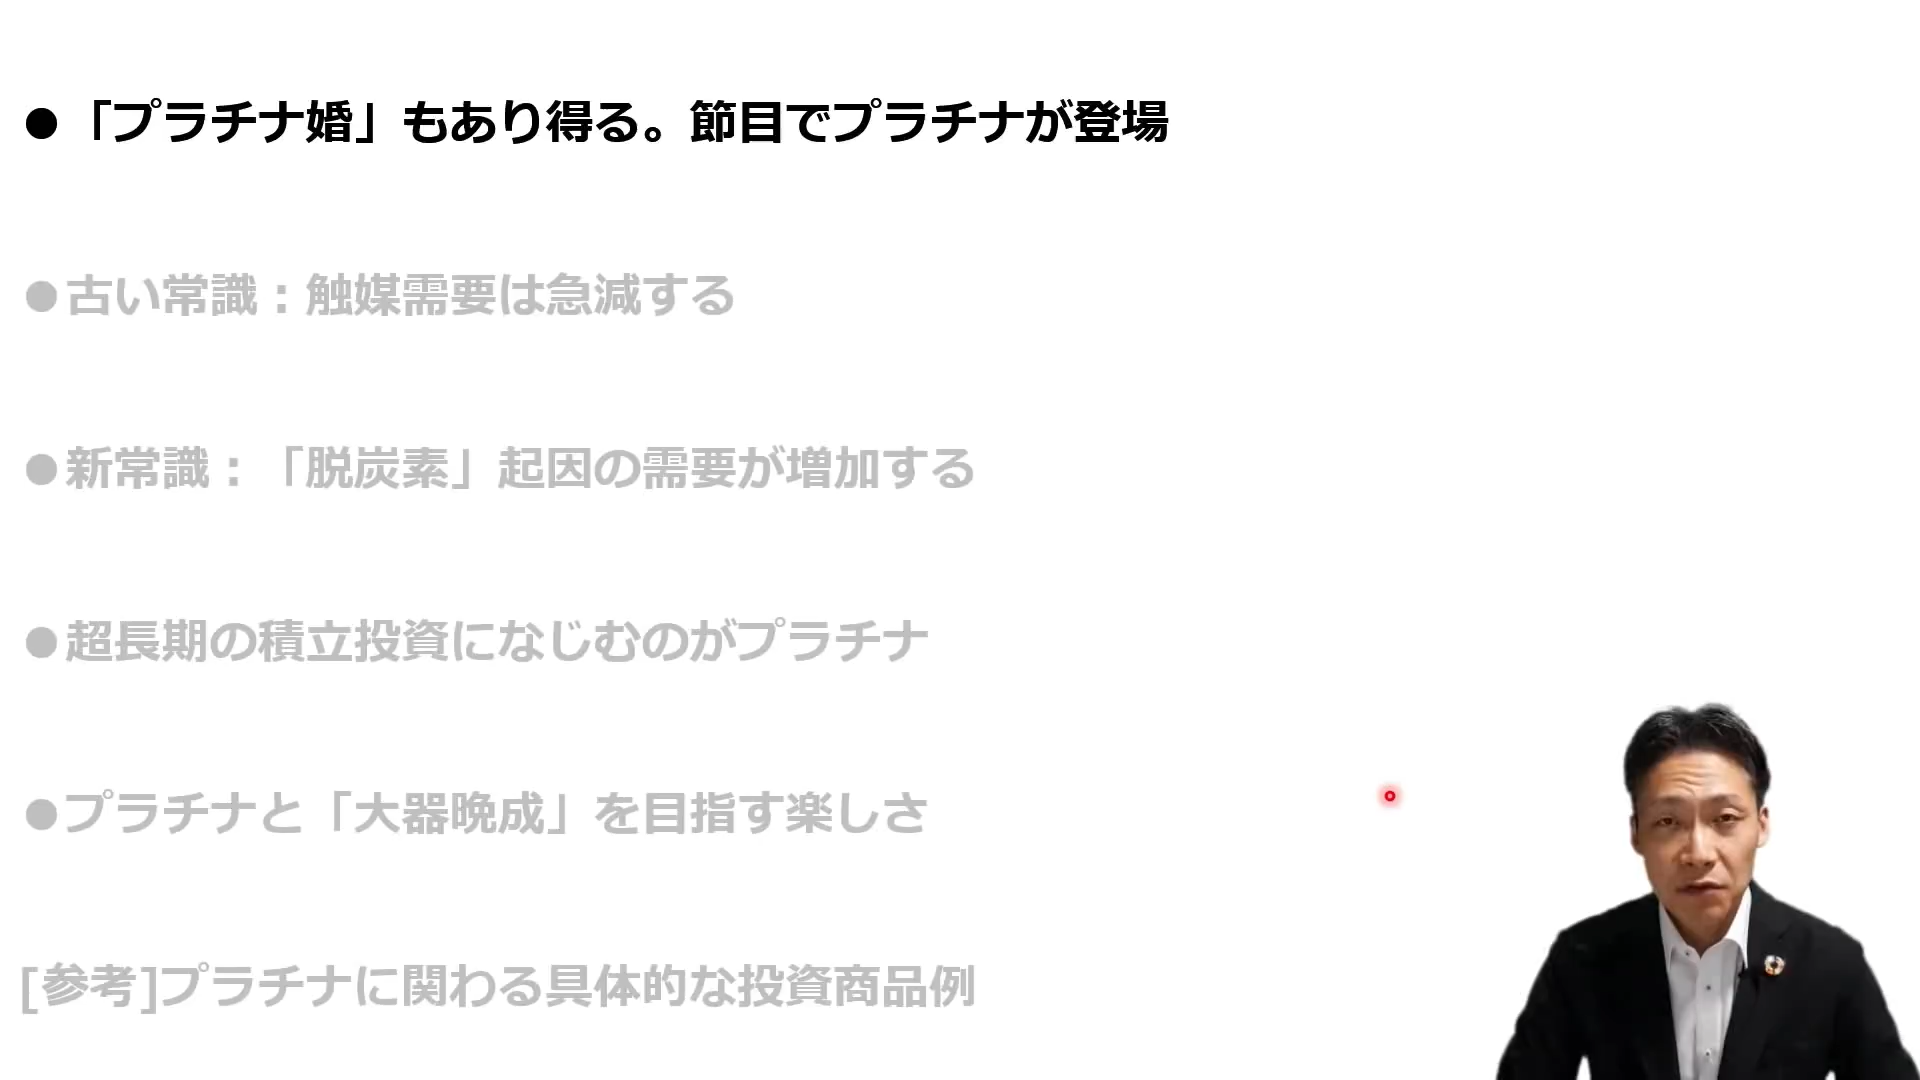 ●「プラチナ婚」もあり得る。節目でプラチナが登場
●古い常識：触媒需要は急減する
●新常識：「脱炭素」起因の需要が増加する
●超長期の積立投資になじむのがプラチナ
●プラチナと「大器晩成」を目指す楽しさ
[参考]プラチナに関わる具体的な投資商品例